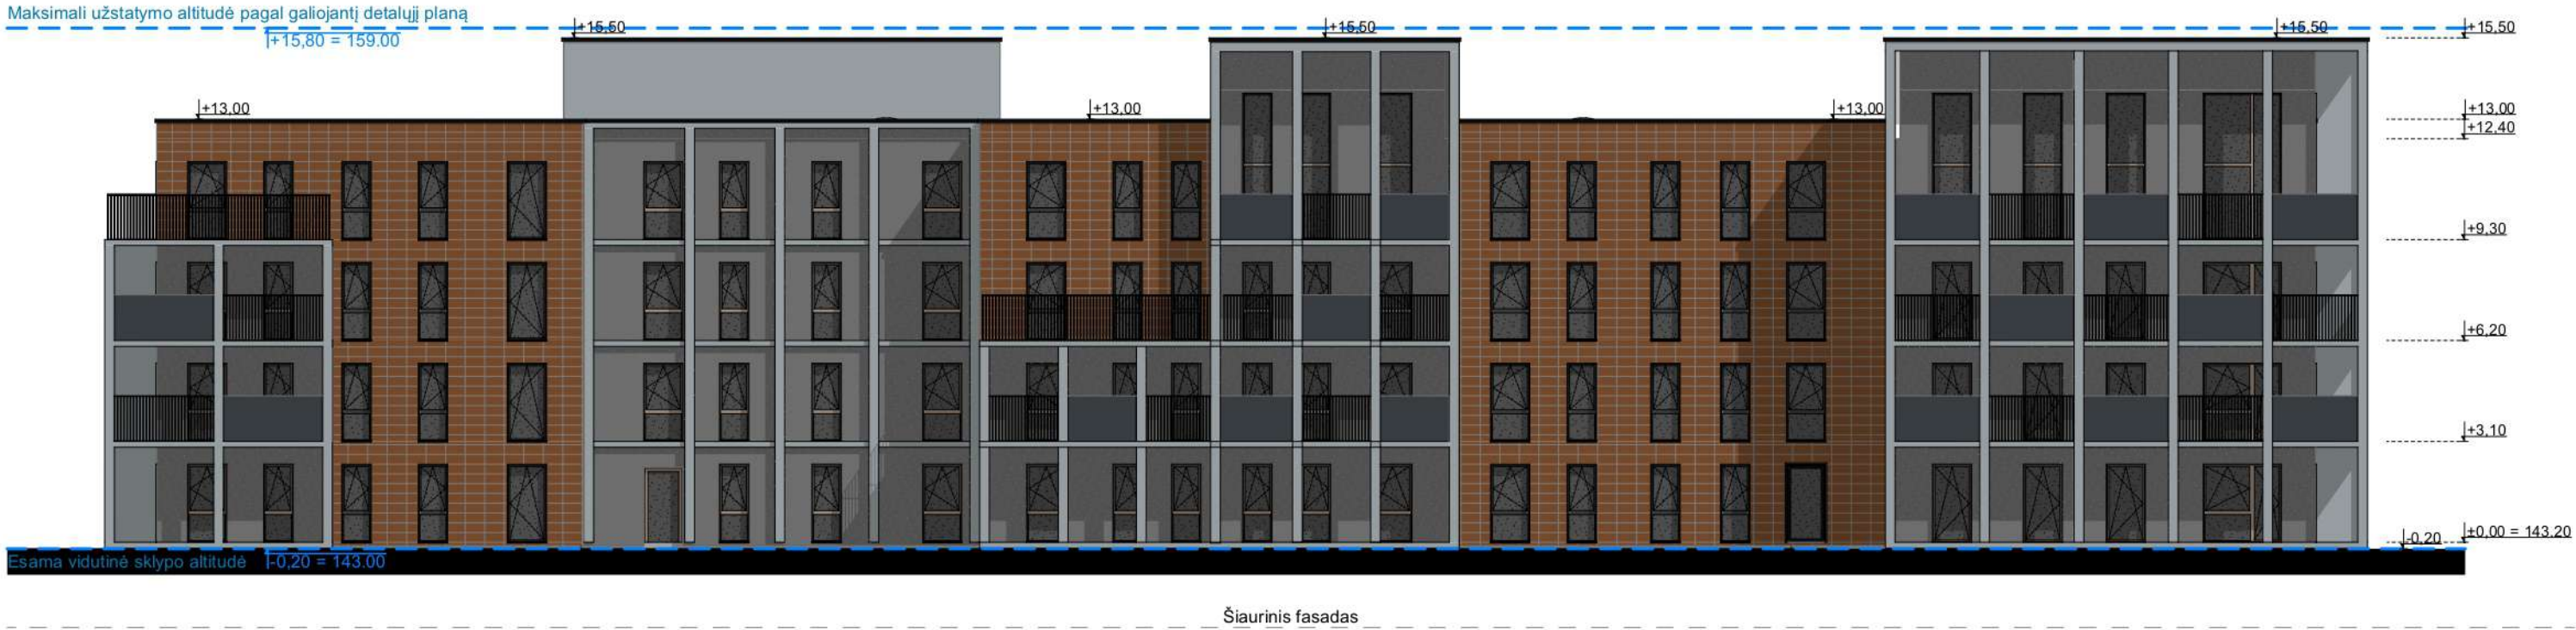 Maksimali užstatymo altitudė pagal galiojantį detalųjį planą
+15,80 = 159.00
+15,50
+15,50
+15,50
+15,50
+13,00
+13,00
+13,00
+13,00
+12,40
+9,30
+6,20
+3,10
-0,20
±0,00 = 143.20
Esama vidutinė sklypo altitudė
-0,20 = 143.00
Šiaurinis fasadas